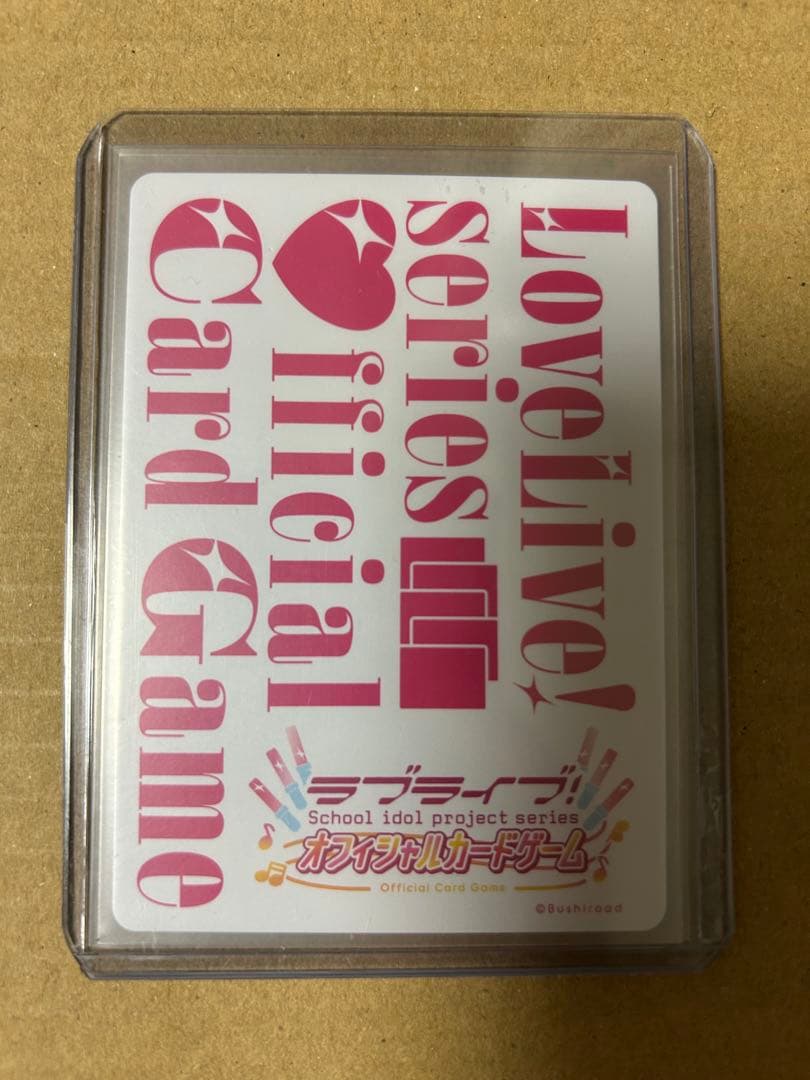 LoveLive!
series
♥fficial
Card Game
ラブライブ!
School idol project series
オフィシャルカードゲーム
Official Card Game
©Bushiroad